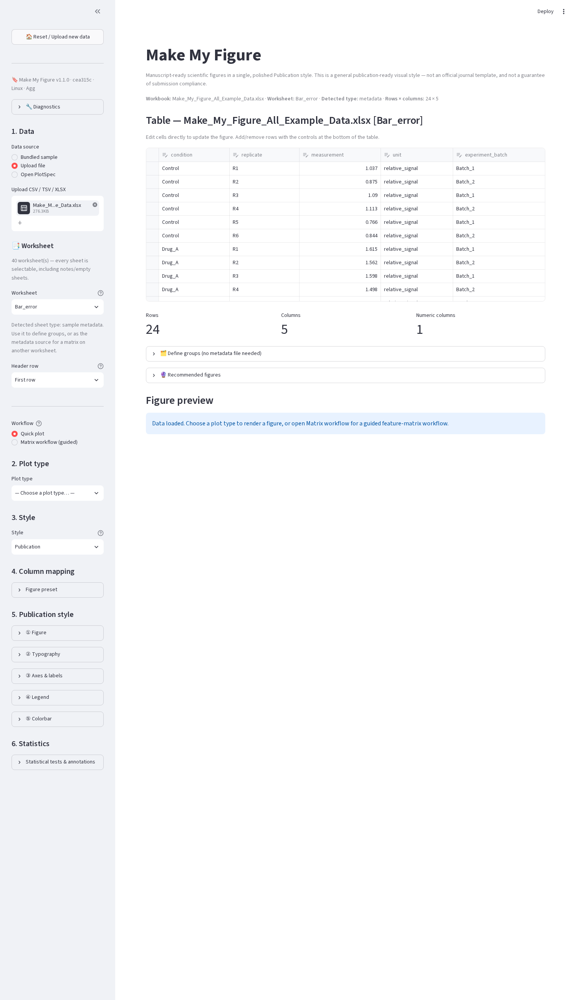 Deploy
🏠 Reset / Upload new data
🔖 Make My Figure v1.1.0 · cea315c ·
Linux · Agg
🔧 Diagnostics
1. Data
Data source
Bundled sample
Upload file
Open PlotSpec
Upload CSV / TSV / XLSX
Make_M...e_Data.xlsx
276.3KB
+
📑 Worksheet
40 worksheet(s) — every sheet is
selectable, including notes/empty
sheets.
Worksheet
Bar_error
Detected sheet type: sample metadata.
Use it to define groups, or as the
metadata source for a matrix on
another worksheet.
Header row
First row
Workflow
Quick plot
Matrix workflow (guided)
2. Plot type
Plot type
— Choose a plot type… —
3. Style
Style
Publication
4. Column mapping
Figure preset
5. Publication style
① Figure
② Typography
③ Axes & labels
④ Legend
⑤ Colorbar
6. Statistics
Statistical tests & annotations
Make My Figure
Manuscript-ready scientific figures in a single, polished Publication style. This is a general publication-ready visual style — not an official journal template, and not a guarantee
of submission compliance.
Workbook: Make_My_Figure_All_Example_Data.xlsx · Worksheet: Bar_error · Detected type: metadata · Rows × columns: 24 × 5
Table — Make_My_Figure_All_Example_Data.xlsx [Bar_error]
Edit cells directly to update the figure. Add/remove rows with the controls at the bottom of the table.
condition replicate measurement unit experiment_batch
Control R1 1.037 relative_signal Batch_1
Control R2 0.875 relative_signal Batch_2
Control R3 1.09 relative_signal Batch_1
Control R4 1.113 relative_signal Batch_2
Control R5 0.766 relative_signal Batch_1
Control R6 0.844 relative_signal Batch_2
Drug_A R1 1.615 relative_signal Batch_1
Drug_A R2 1.562 relative_signal Batch_2
Drug_A R3 1.598 relative_signal Batch_1
Drug_A R4 1.498 relative_signal Batch_2
Rows Columns Numeric columns
24 5 1
🗂️ Define groups (no metadata file needed)
🔮 Recommended figures
Figure preview
Data loaded. Choose a plot type to render a figure, or open Matrix workflow for a guided feature-matrix workflow.